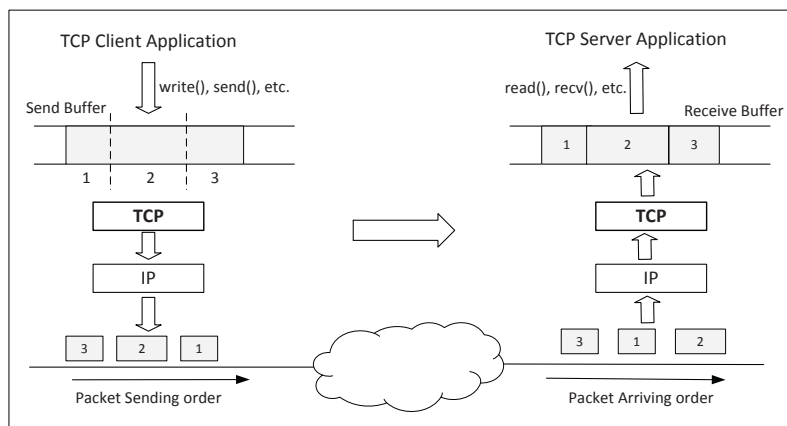 TCP Client Application
TCP Server Application
write(), send(), etc.
read(), recv(), etc.
Send Buffer
Receive Buffer
1 2 3
1 2 3
TCP
TCP
IP
IP
3 2 1
3 1 2
Packet Sending order
Packet Arriving order